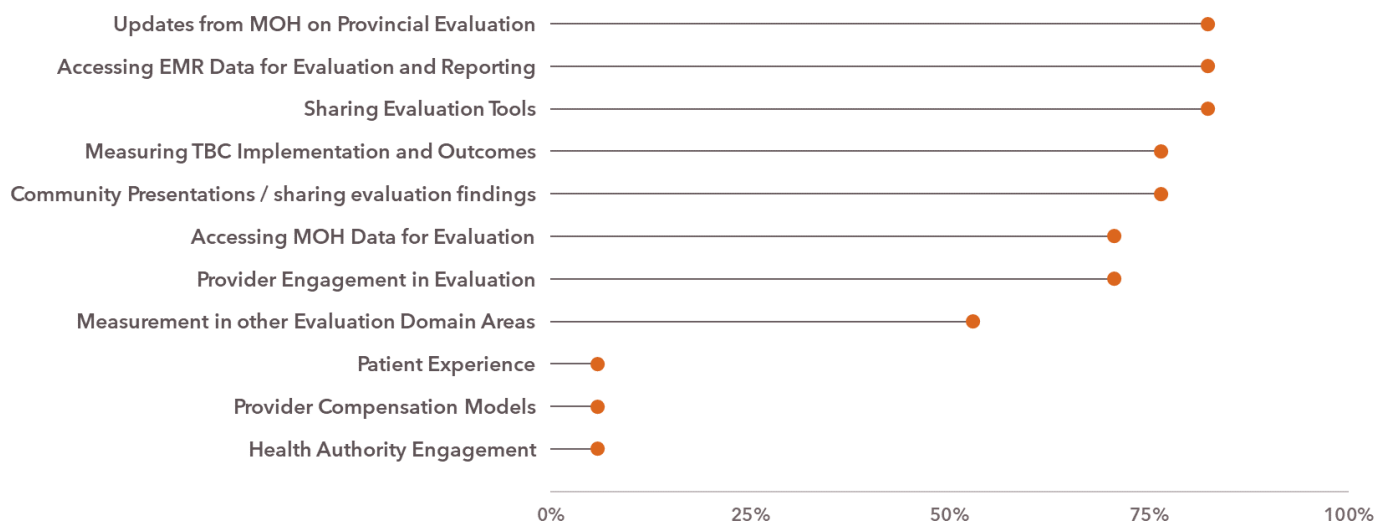 Updates from MOH on Provincial Evaluation
Accessing EMR Data for Evaluation and Reporting
Sharing Evaluation Tools
Measuring TBC Implementation and Outcomes
Community Presentations / sharing evaluation findings
Accessing MOH Data for Evaluation
Provider Engagement in Evaluation
Measurement in other Evaluation Domain Areas
Patient Experience
Provider Compensation Models
Health Authority Engagement
0% 25% 50% 75% 100%